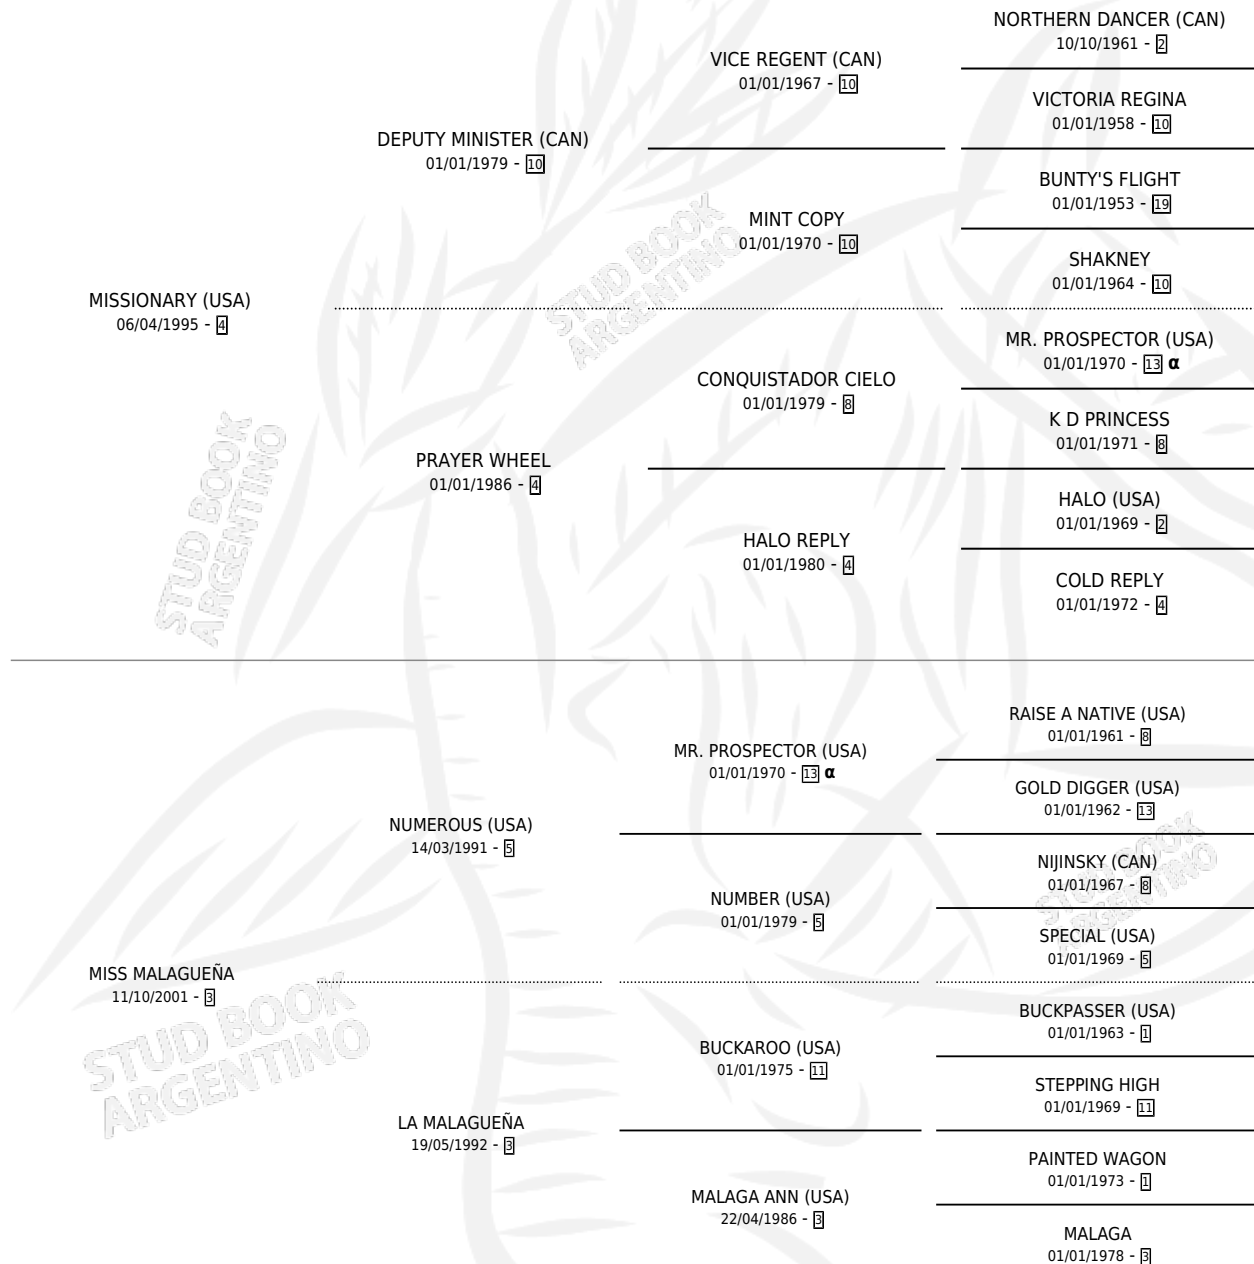 NORTHERN DANCER (CAN)
10/10/1961 - 2
VICE REGENT (CAN)
01/01/1967 - 10
VICTORIA REGINA
01/01/1958 - 10
DEPUTY MINISTER (CAN)
01/01/1979 - 10
BUNTY'S FLIGHT
01/01/1953 - 19
MINT COPY
01/01/1970 - 10
SHAKNEY
01/01/1964 - 10
MISSIONARY (USA)
06/04/1995 - 4
MR. PROSPECTOR (USA)
01/01/1970 - 13 α
CONQUISTADOR CIELO
01/01/1979 - 8
K D PRINCESS
01/01/1971 - 8
PRAYER WHEEL
01/01/1986 - 4
HALO (USA)
01/01/1969 - 2
HALO REPLY
01/01/1980 - 4
COLD REPLY
01/01/1972 - 4
RAISE A NATIVE (USA)
01/01/1961 - 8
MR. PROSPECTOR (USA)
01/01/1970 - 13 α
GOLD DIGGER (USA)
01/01/1962 - 13
NUMEROUS (USA)
14/03/1991 - 5
NIJINSKY (CAN)
01/01/1967 - 8
NUMBER (USA)
01/01/1979 - 5
SPECIAL (USA)
01/01/1969 - 5
MISS MALAGUEÑA
11/10/2001 - 3
BUCKPASSER (USA)
01/01/1963 - 1
BUCKAROO (USA)
01/01/1975 - 11
STEPPING HIGH
01/01/1969 - 11
LA MALAGUEÑA
19/05/1992 - 3
PAINTED WAGON
01/01/1973 - 1
MALAGA ANN (USA)
22/04/1986 - 3
MALAGA
01/01/1978 - 3
STUD BOOK
ARGENTINO
STUD BOOK
ARGENTINO
STUD BOOK
ARGENTINO
STUD BOOK
ARGENTINO